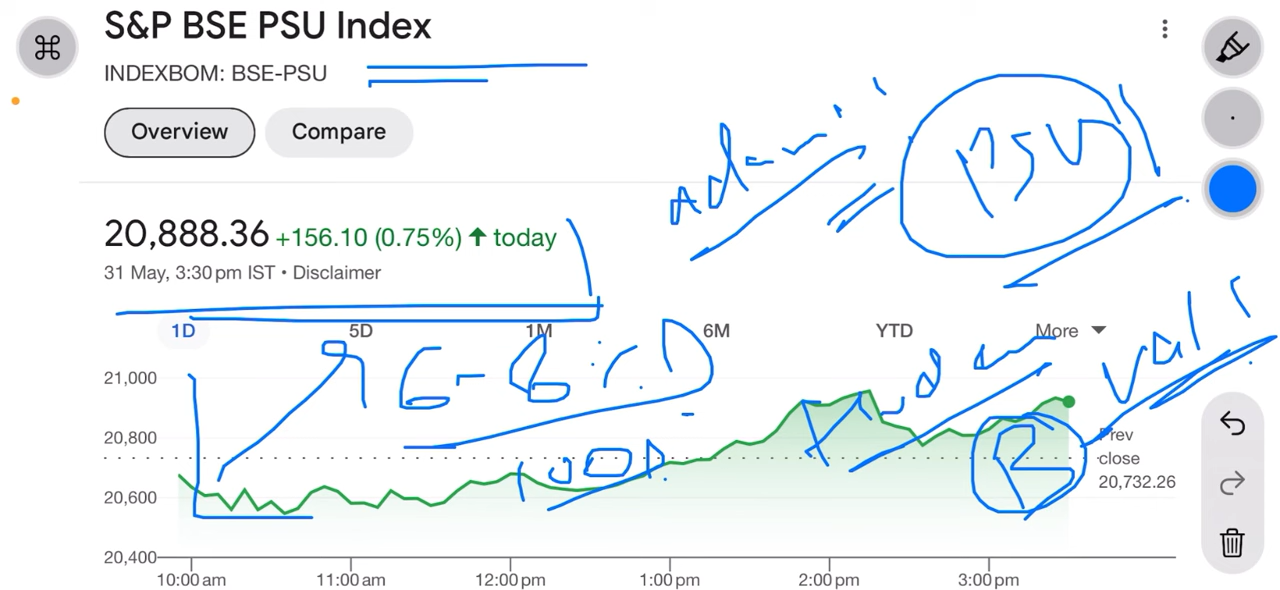 S&P BSE PSU Index
INDEXBOM: BSE-PSU
Overview Compare
PSU
20,888.36 +156.10 (0.75%) ↑ today
31 May, 3:30 pm IST • Disclaimer
1D 5D 1M 6M YTD More
21,000
20,800
20,600
20,400
Prev
close
20,732.26
10:00 am 11:00 am 12:00 pm 1:00 pm 2:00 pm 3:00 pm